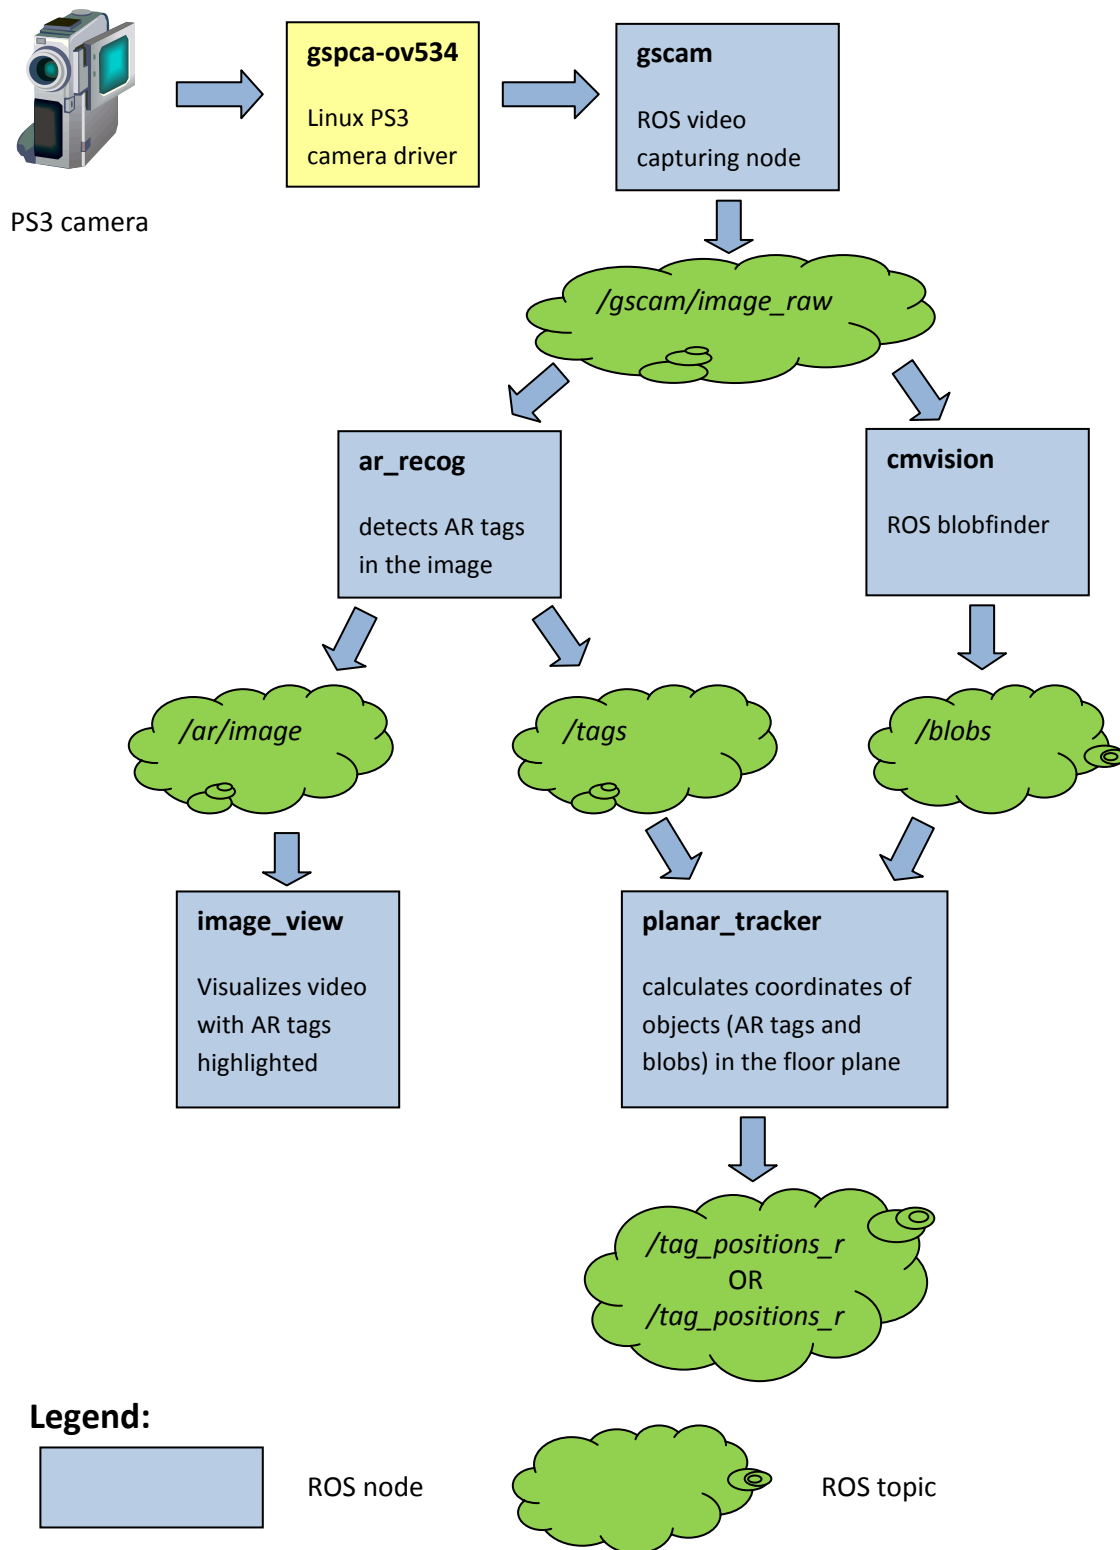 gspca-ov534
Linux PS3
camera driver
gscam
ROS video
capturing node
PS3 camera
/gscam/image_raw
ar_recog
detects AR tags
in the image
cmvision
ROS blobfinder
/ar/image
/tags
/blobs
image_view
Visualizes video
with AR tags
highlighted
planar_tracker
calculates coordinates of
objects (AR tags and
blobs) in the floor plane
/tag_positions_r
OR
/tag_positions_r
Legend:
ROS node
ROS topic